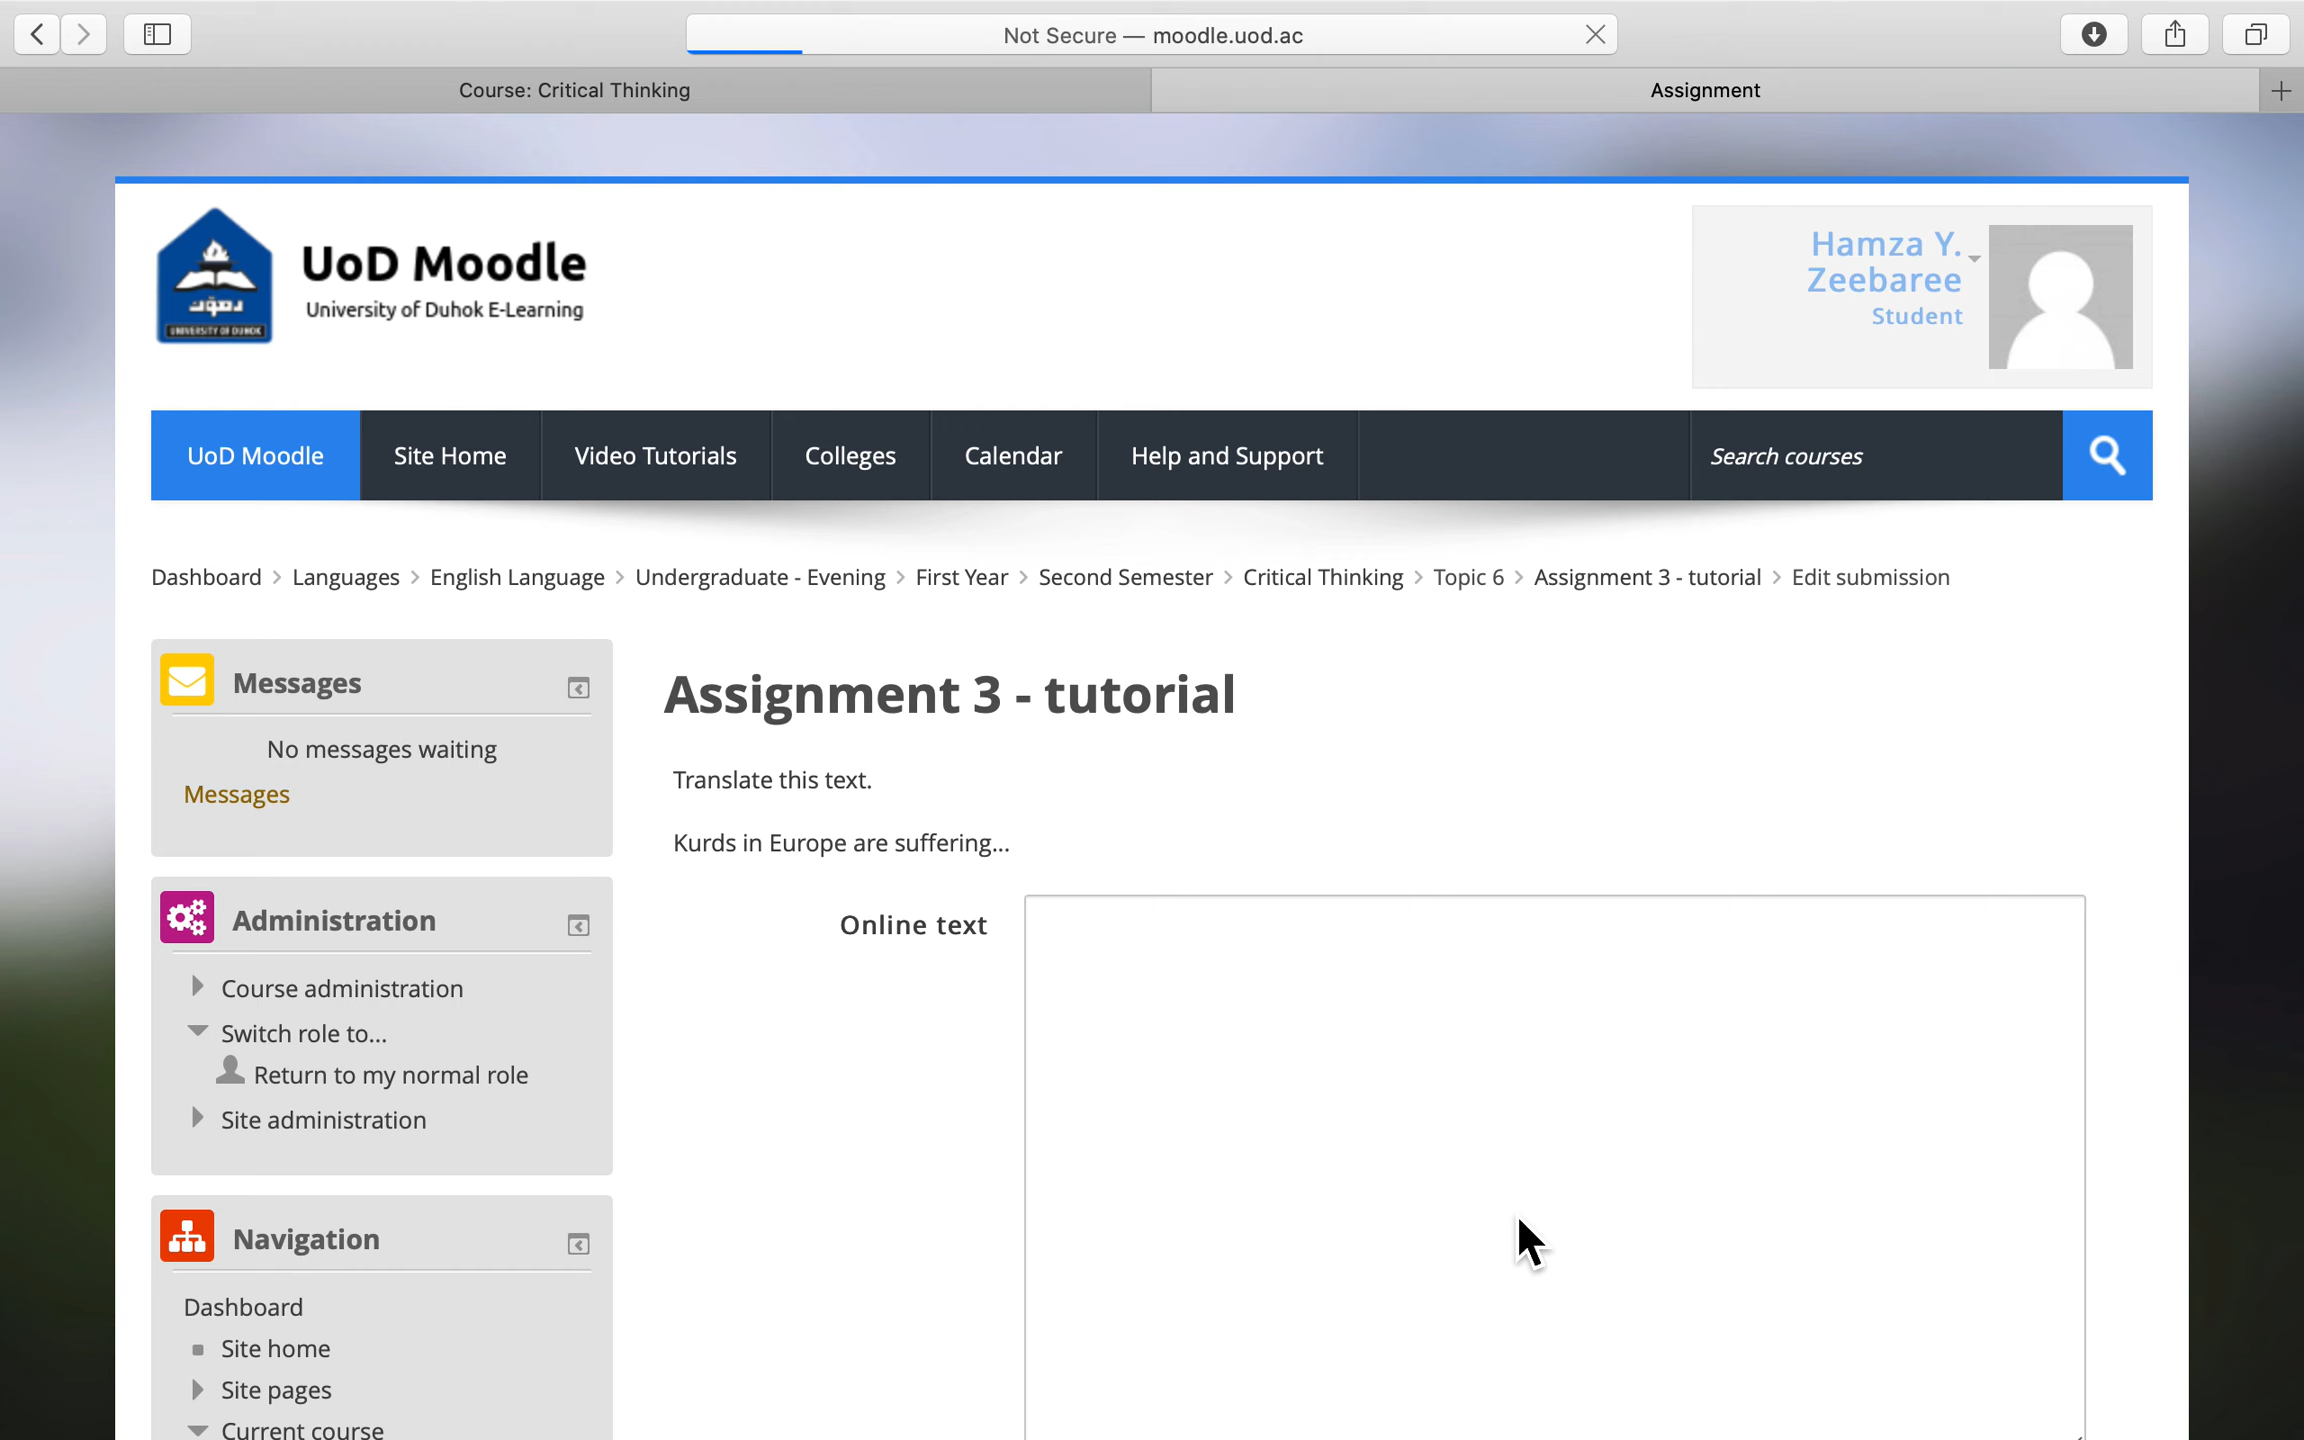 Not Secure — moodle.uod.ac
Course: Critical Thinking
Assignment
UoD Moodle
University of Duhok E-Learning
UNIVERSITY OF DUHOK
Hamza Y.
Zeebaree
Student
UoD Moodle
Site Home
Video Tutorials
Colleges
Calendar
Help and Support
Search courses
Dashboard > Languages > English Language > Undergraduate - Evening > First Year > Second Semester > Critical Thinking > Topic 6 > Assignment 3 - tutorial > Edit submission
Messages
No messages waiting
Messages
Administration
Course administration
Switch role to...
Return to my normal role
Site administration
Navigation
Dashboard
Site home
Site pages
Current course
Assignment 3 - tutorial
Translate this text.
Kurds in Europe are suffering...
Online text